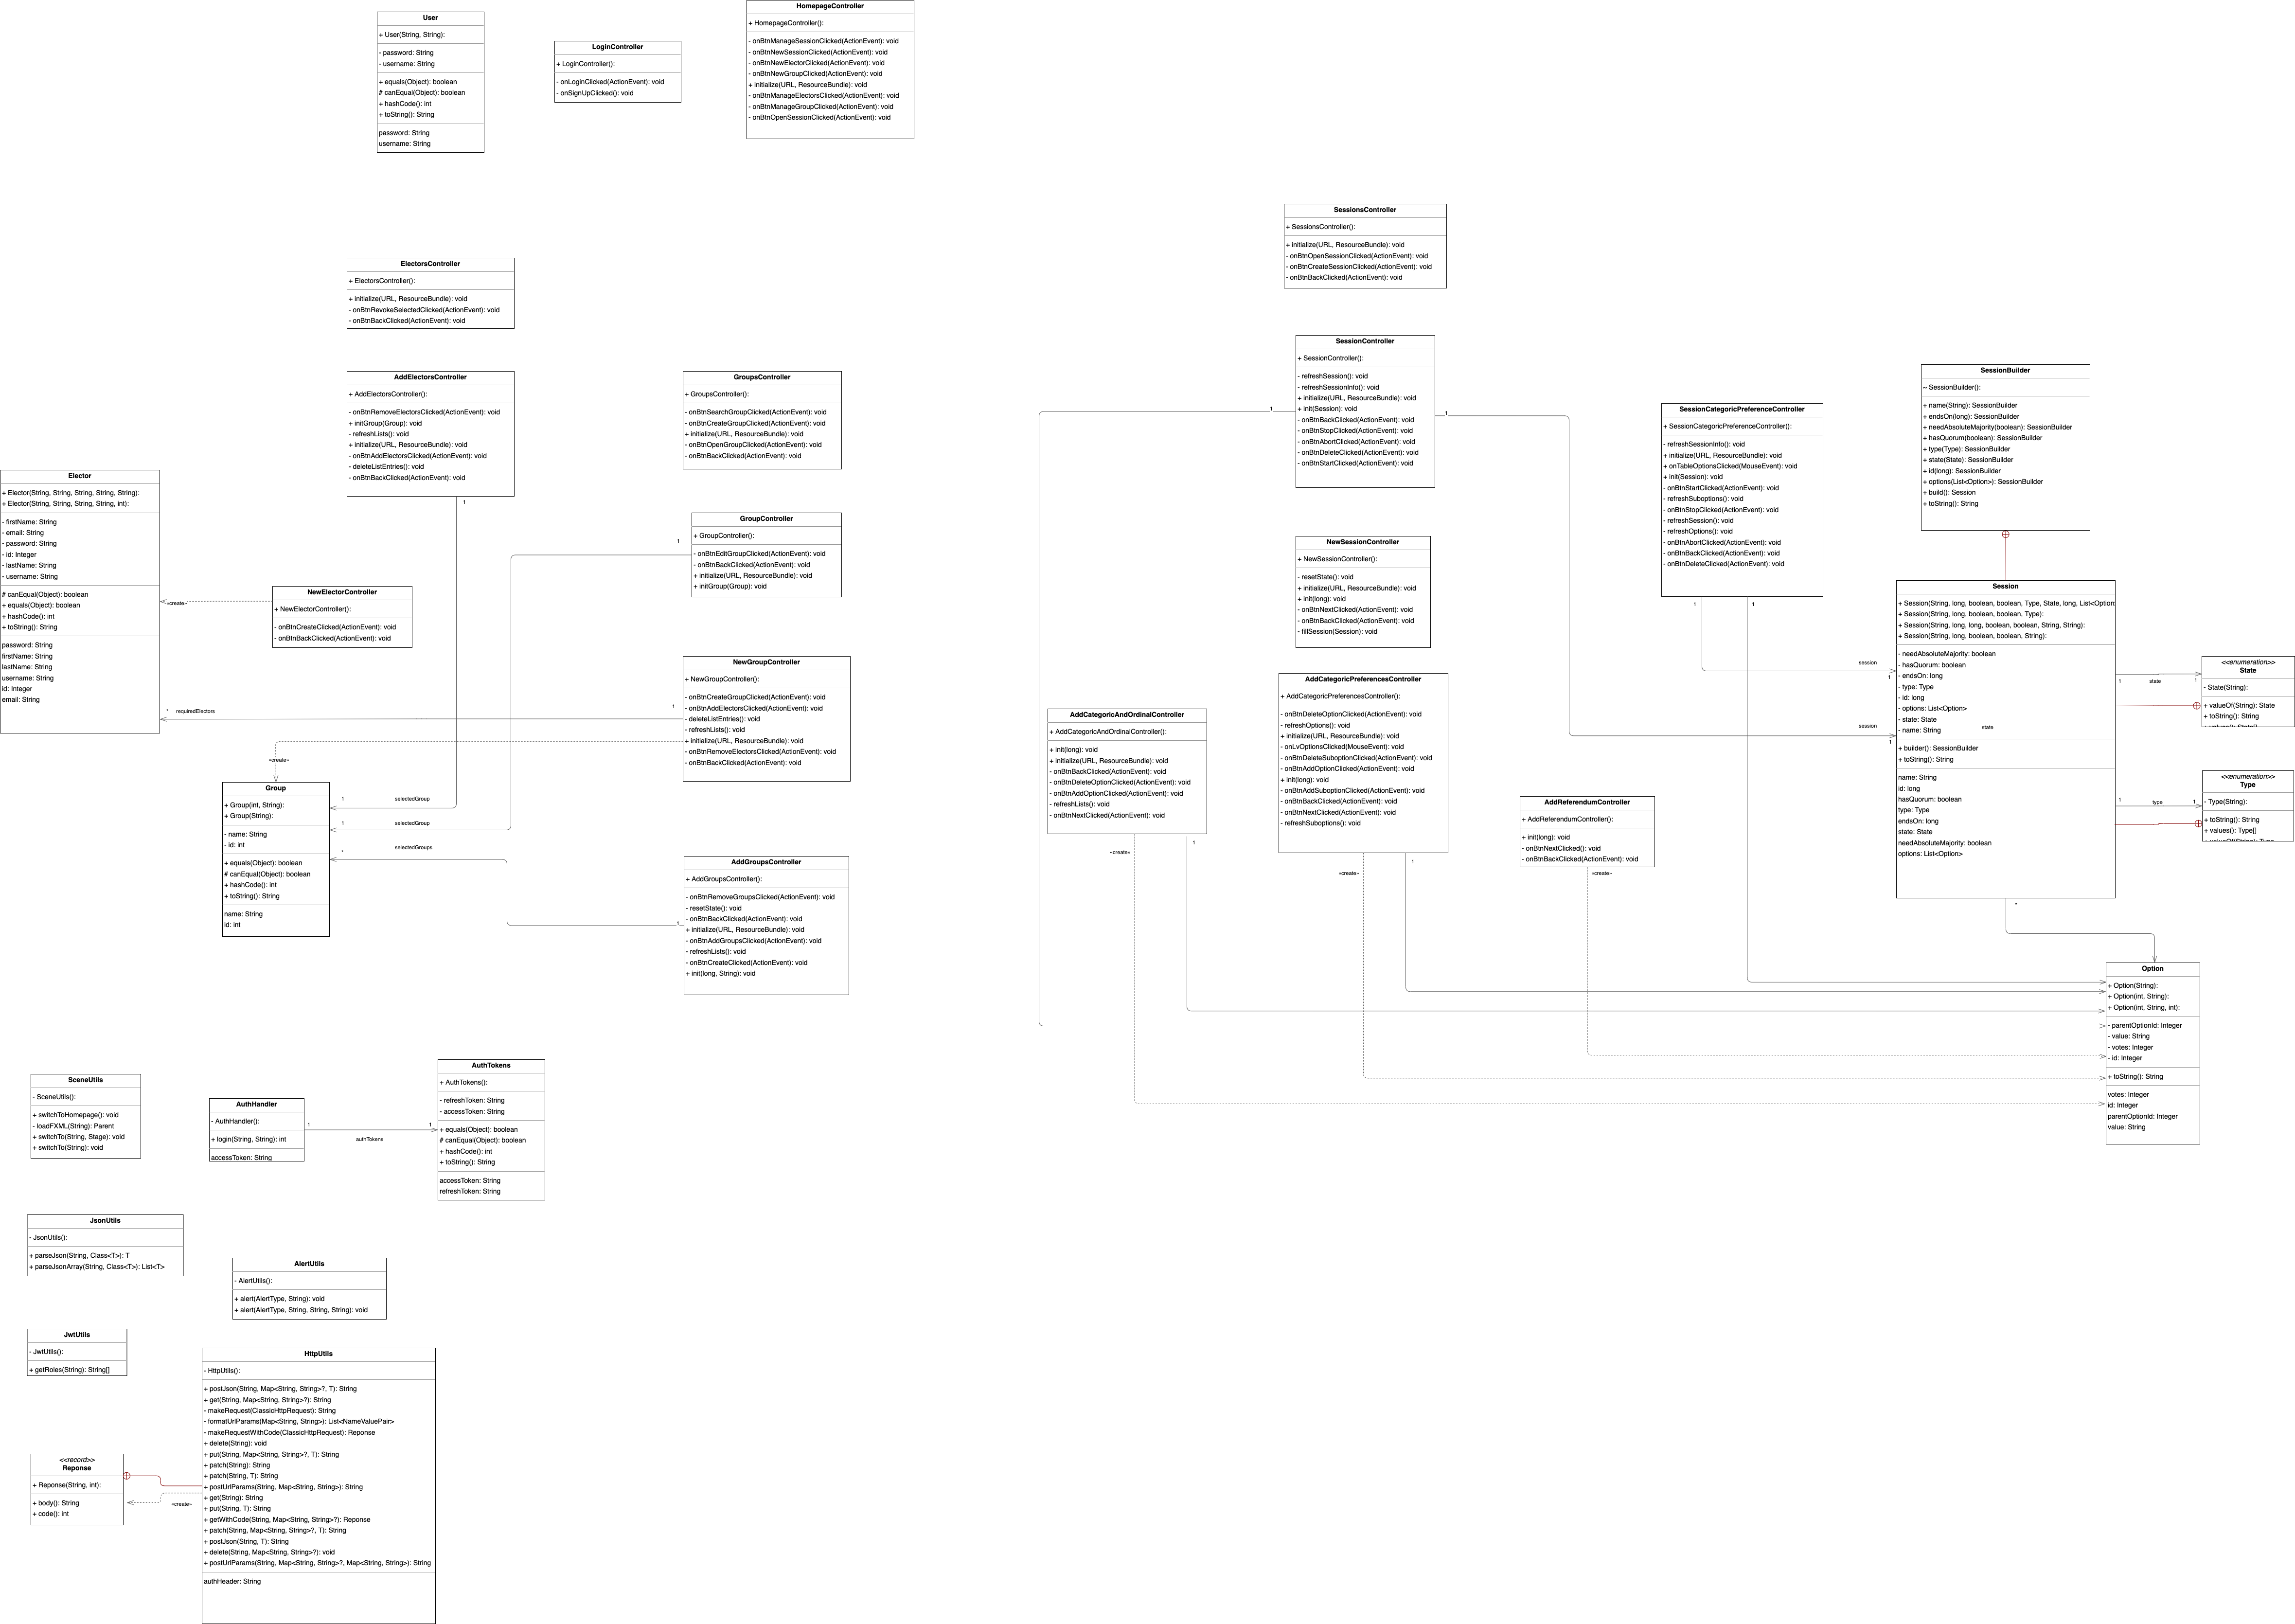 User
+ User(String, String):
- password: String
- username: String
+ equals(Object): boolean
# canEqual(Object): boolean
+ hashCode(): int
+ toString(): String
password: String
username: String
LoginController
+ LoginController():
- onLoginClicked(ActionEvent): void
- onSignUpClicked(): void
HomepageController
+ HomepageController():
- onBtnManageSessionClicked(ActionEvent): void
- onBtnNewSessionClicked(ActionEvent): void
- onBtnNewElectorClicked(ActionEvent): void
- onBtnNewGroupClicked(ActionEvent): void
+ initialize(URL, ResourceBundle): void
- onBtnManageElectorsClicked(ActionEvent): void
- onBtnManageGroupClicked(ActionEvent): void
- onBtnOpenSessionClicked(ActionEvent): void
SessionsController
+ SessionsController():
+ initialize(URL, ResourceBundle): void
- onBtnOpenSessionClicked(ActionEvent): void
- onBtnCreateSessionClicked(ActionEvent): void
- onBtnBackClicked(ActionEvent): void
ElectorsController
+ ElectorsController():
+ initialize(URL, ResourceBundle): void
- onBtnRevokeSelectedClicked(ActionEvent): void
- onBtnBackClicked(ActionEvent): void
AddElectorsController
+ AddElectorsController():
- onBtnRemoveElectorsClicked(ActionEvent): void
+ initGroup(Group): void
- refreshLists(): void
+ initialize(URL, ResourceBundle): void
- onBtnAddElectorsClicked(ActionEvent): void
- deleteListEntries(): void
- onBtnBackClicked(ActionEvent): void
1
GroupsController
+ GroupsController():
- onBtnSearchGroupClicked(ActionEvent): void
- onBtnCreateGroupClicked(ActionEvent): void
+ initialize(URL, ResourceBundle): void
- onBtnOpenGroupClicked(ActionEvent): void
- onBtnBackClicked(ActionEvent): void
GroupController
+ GroupController():
- onBtnEditGroupClicked(ActionEvent): void
- onBtnBackClicked(ActionEvent): void
+ initialize(URL, ResourceBundle): void
+ initGroup(Group): void
1
Elector
+ Elector(String, String, String, String, String):
+ Elector(String, String, String, String, int):
- firstName: String
- email: String
- password: String
- id: Integer
- lastName: String
- username: String
# canEqual(Object): boolean
+ equals(Object): boolean
+ hashCode(): int
+ toString(): String
password: String
firstName: String
lastName: String
username: String
id: Integer
email: String
«create»
NewElectorController
+ NewElectorController():
- onBtnCreateClicked(ActionEvent): void
- onBtnBackClicked(ActionEvent): void
* requiredElectors
1
NewGroupController
+ NewGroupController():
- onBtnCreateGroupClicked(ActionEvent): void
- onBtnAddElectorsClicked(ActionEvent): void
- deleteListEntries(): void
- refreshLists(): void
+ initialize(URL, ResourceBundle): void
- onBtnRemoveElectorsClicked(ActionEvent): void
- onBtnBackClicked(ActionEvent): void
«create»
Group
+ Group(int, String):
+ Group(String):
- name: String
- id: int
+ equals(Object): boolean
# canEqual(Object): boolean
+ hashCode(): int
+ toString(): String
name: String
id: int
1 selectedGroup
1 selectedGroup
* selectedGroups
AddGroupsController
+ AddGroupsController():
- onBtnRemoveGroupsClicked(ActionEvent): void
- resetState(): void
- onBtnBackClicked(ActionEvent): void
+ initialize(URL, ResourceBundle): void
- onBtnAddGroupsClicked(ActionEvent): void
- refreshLists(): void
- onBtnCreateClicked(ActionEvent): void
+ init(long, String): void
1
SessionController
+ SessionController():
- refreshSession(): void
- refreshSessionInfo(): void
+ initialize(URL, ResourceBundle): void
+ init(Session): void
- onBtnBackClicked(ActionEvent): void
- onBtnStopClicked(ActionEvent): void
- onBtnAbortClicked(ActionEvent): void
- onBtnDeleteClicked(ActionEvent): void
- onBtnStartClicked(ActionEvent): void
1
1
NewSessionController
+ NewSessionController():
- resetState(): void
+ initialize(URL, ResourceBundle): void
+ init(long): void
- onBtnNextClicked(ActionEvent): void
- onBtnBackClicked(ActionEvent): void
- fillSession(Session): void
SessionCategoricPreferenceController
+ SessionCategoricPreferenceController():
- refreshSessionInfo(): void
+ initialize(URL, ResourceBundle): void
+ onTableOptionsClicked(MouseEvent): void
+ init(Session): void
- onBtnStartClicked(ActionEvent): void
- refreshSuboptions(): void
- onBtnStopClicked(ActionEvent): void
- refreshSession(): void
- refreshOptions(): void
- onBtnAbortClicked(ActionEvent): void
- onBtnBackClicked(ActionEvent): void
- onBtnDeleteClicked(ActionEvent): void
1
1
SessionBuilder
~ SessionBuilder():
+ name(String): SessionBuilder
+ endsOn(long): SessionBuilder
+ needAbsoluteMajority(boolean): SessionBuilder
+ hasQuorum(boolean): SessionBuilder
+ type(Type): SessionBuilder
+ state(State): SessionBuilder
+ id(long): SessionBuilder
+ options(List<Option>): SessionBuilder
+ build(): Session
+ toString(): String
Session
+ Session(String, long, boolean, boolean, Type, State, long, List<Option
+ Session(String, long, boolean, boolean, Type):
+ Session(String, long, long, boolean, boolean, String, String):
+ Session(String, long, boolean, boolean, String):
- needAbsoluteMajority: boolean
- hasQuorum: boolean
- endsOn: long
- type: Type
- id: long
- options: List<Option>
- state: State
- name: String
+ builder(): SessionBuilder
+ toString(): String
name: String
id: long
hasQuorum: boolean
type: Type
endsOn: long
state: State
needAbsoluteMajority: boolean
options: List<Option>
session
1
session
1
state
1 state 1
<<enumeration>>
State
- State(String):
+ valueOf(String): State
+ toString(): String
1 type 1
<<enumeration>>
Type
- Type(String):
+ toString(): String
+ values(): Type[]
*
AddCategoricAndOrdinalController
+ AddCategoricAndOrdinalController():
+ init(long): void
+ initialize(URL, ResourceBundle): void
- onBtnBackClicked(ActionEvent): void
- onBtnDeleteOptionClicked(ActionEvent): void
- onBtnAddOptionClicked(ActionEvent): void
- refreshLists(): void
- onBtnNextClicked(ActionEvent): void
«create»
1
AddCategoricPreferencesController
+ AddCategoricPreferencesController():
- onBtnDeleteOptionClicked(ActionEvent): void
- refreshOptions(): void
+ initialize(URL, ResourceBundle): void
- onLvOptionsClicked(MouseEvent): void
- onBtnDeleteSuboptionClicked(ActionEvent): void
- onBtnAddOptionClicked(ActionEvent): void
+ init(long): void
- onBtnAddSuboptionClicked(ActionEvent): void
- onBtnBackClicked(ActionEvent): void
- onBtnNextClicked(ActionEvent): void
- refreshSuboptions(): void
«create»
1
AddReferendumController
+ AddReferendumController():
+ init(long): void
- onBtnNextClicked(): void
- onBtnBackClicked(ActionEvent): void
«create»
Option
+ Option(String):
+ Option(int, String):
+ Option(int, String, int):
- parentOptionId: Integer
- value: String
- votes: Integer
- id: Integer
+ toString(): String
votes: Integer
id: Integer
parentOptionId: Integer
value: String
SceneUtils
- SceneUtils():
+ switchToHomepage(): void
- loadFXML(String): Parent
+ switchTo(String, Stage): void
+ switchTo(String): void
AuthHandler
- AuthHandler():
+ login(String, String): int
accessToken: String
1 authTokens 1
AuthTokens
+ AuthTokens():
- refreshToken: String
- accessToken: String
+ equals(Object): boolean
# canEqual(Object): boolean
+ hashCode(): int
+ toString(): String
accessToken: String
refreshToken: String
JsonUtils
- JsonUtils():
+ parseJson(String, Class<T>): T
+ parseJsonArray(String, Class<T>): List<T>
AlertUtils
- AlertUtils():
+ alert(AlertType, String): void
+ alert(AlertType, String, String, String): void
JwtUtils
- JwtUtils():
+ getRoles(String): String[]
HttpUtils
- HttpUtils():
+ postJson(String, Map<String, String>?, T): String
+ get(String, Map<String, String>?): String
- makeRequest(ClassicHttpRequest): String
- formatUrlParams(Map<String, String>): List<NameValuePair>
- makeRequestWithCode(ClassicHttpRequest): Reponse
+ delete(String): void
+ put(String, Map<String, String>?, T): String
+ patch(String): String
+ patch(String, T): String
+ postUrlParams(String, Map<String, String>): String
+ get(String): String
+ put(String, T): String
+ getWithCode(String, Map<String, String>?): Reponse
+ patch(String, Map<String, String>?, T): String
+ postJson(String, T): String
+ delete(String, Map<String, String>?): void
+ postUrlParams(String, Map<String, String>?, Map<String, String>): String
authHeader: String
<<record>>
Reponse
+ Reponse(String, int):
+ body(): String
+ code(): int
«create»